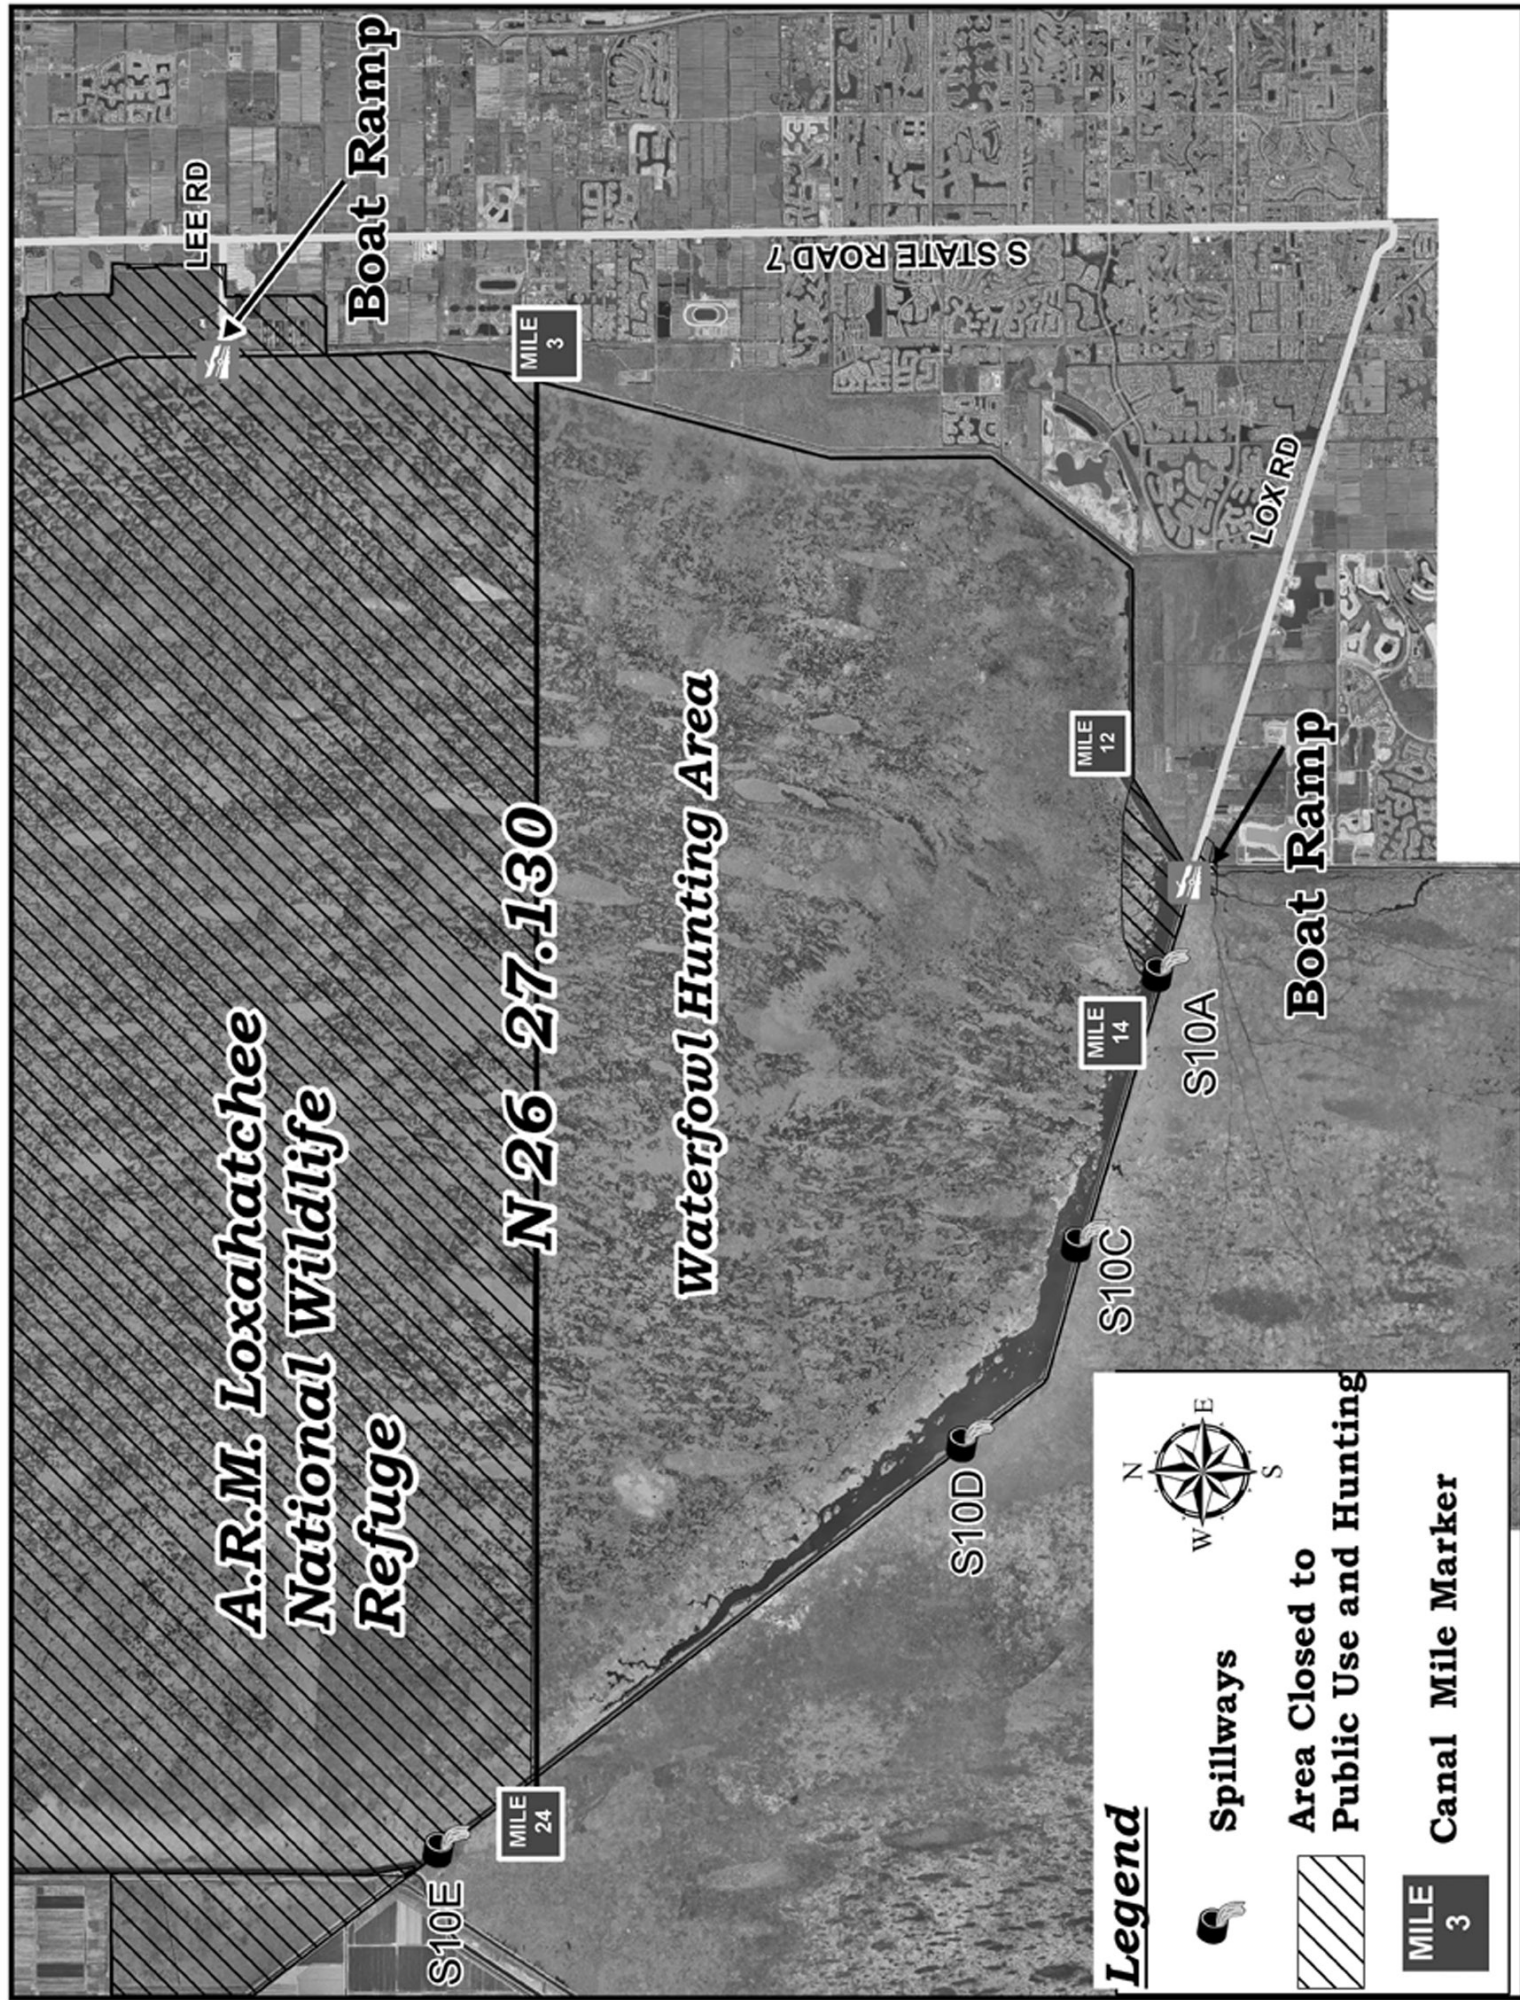 A.R.M. Loxahatchee
National Wildlife
Refuge
LEE RD
Boat Ramp
S10E
MILE
24
N 26 27.130
MILE
3
S STATE ROAD 7
Waterfowl Hunting Area
S10D
S10C
MILE
14
MILE
12
S10A
LOX RD
Boat Ramp
Legend
N
W
E
S
Spillways
Area Closed to
Public Use and Hunting
MILE
3
Canal Mile Marker